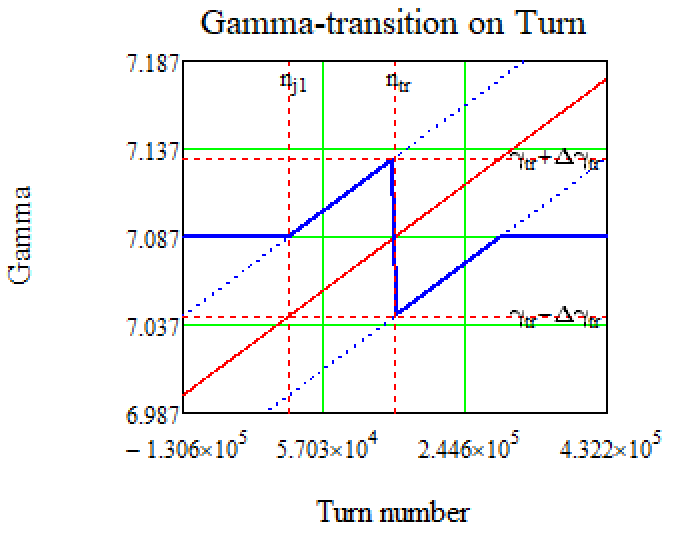 Gamma-transition on Turn
7.187
7.137
7.087
7.037
6.987
Gamma
n_j1
n_tr
γ_tr + Δγ_tr
γ_tr − Δγ_tr
− 1.306×10^5
5.703×10^4
2.446×10^5
4.322×10^5
Turn number